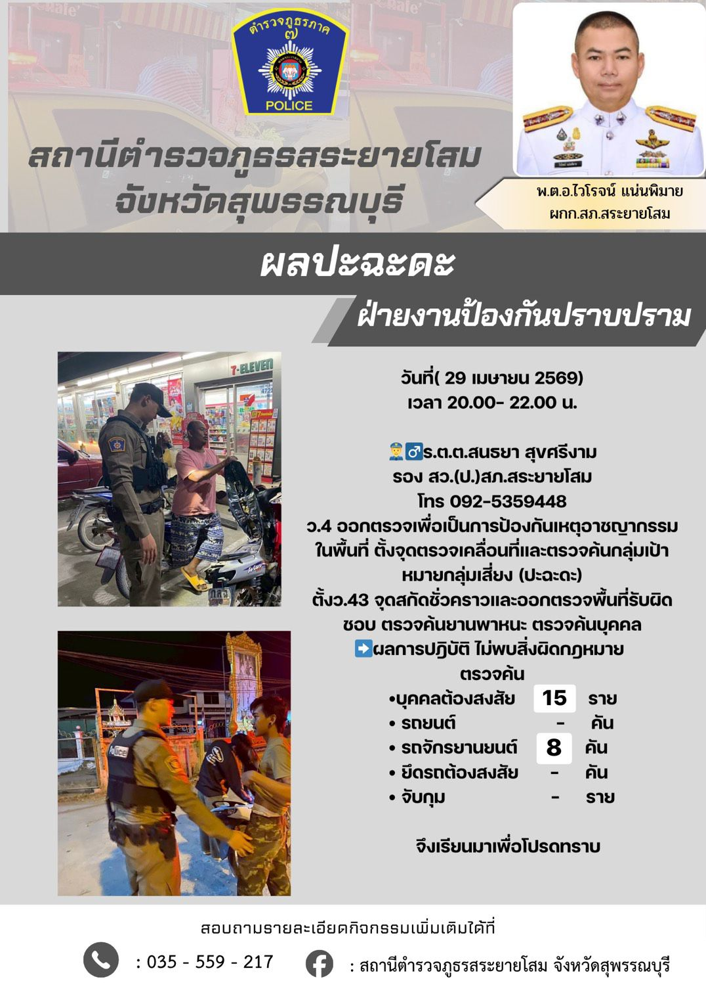 ตำรวจภูธรภาค
๗
POLICE
สถานีตำรวจภูธรสระยายโสม
จังหวัดสุพรรณบุรี
พ.ต.อ.ไวโรจน์ แน่นพิมาย
ผกก.สภ.สระยายโสม
ผลปะฉะดะ
ฝ่ายงานป้องกันปราบปราม
7-ELEVEN
วันที่( 29 เมษายน 2569)
เวลา 20.00- 22.00 น.
ร.ต.ต.สนธยา สุขศรีงาม
รอง สว.(ป.)สภ.สระยายโสม
โทร 092-5359448
ว.4 ออกตรวจเพื่อเป็นการป้องกันเหตุอาชญากรรม
ในพื้นที่ ตั้งจุดตรวจเคลื่อนที่และตรวจค้นกลุ่มเป้า
หมายกลุ่มเสี่ยง (ปะฉะดะ)
ตั้งว.43 จุดสกัดชั่วคราวและออกตรวจพื้นที่รับผิด
ชอบ ตรวจค้นยานพาหนะ ตรวจค้นบุคคล
➡ผลการปฏิบัติ ไม่พบสิ่งผิดกฎหมาย
ตรวจค้น
•บุคคลต้องสงสัย 15 ราย
• รถยนต์ - คัน
• รถจักรยานยนต์ 8 คัน
• ยึดรถต้องสงสัย - คัน
• จับกุม - ราย
Police
จึงเรียนมาเพื่อโปรดทราบ
สอบถามรายละเอียดกิจกรรมเพิ่มเติมได้ที่
: 035 - 559 - 217
: สถานีตำรวจภูธรสระยายโสม จังหวัดสุพรรณบุรี